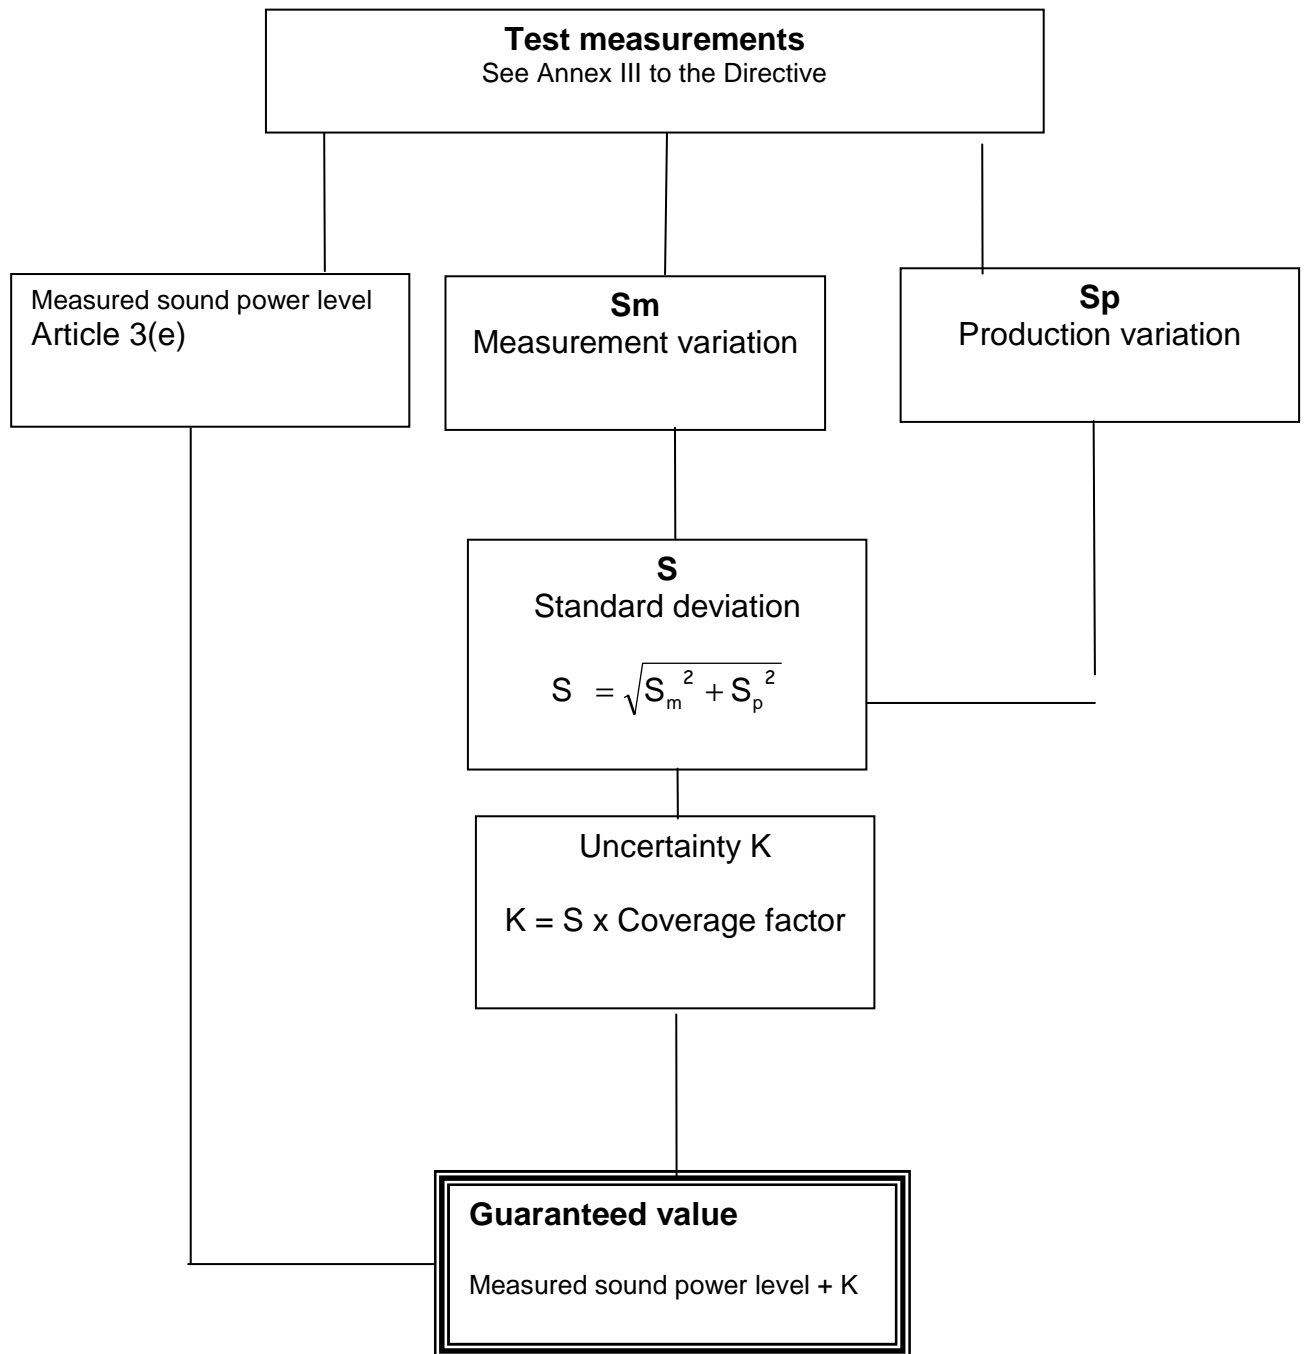 Test measurements
See Annex III to the Directive
Measured sound power level
Article 3(e)
Sm
Measurement variation
Sp
Production variation
S
Standard deviation
S = √(Sₘ² + Sₚ²)
Uncertainty K
K = S x Coverage factor
Guaranteed value
Measured sound power level + K